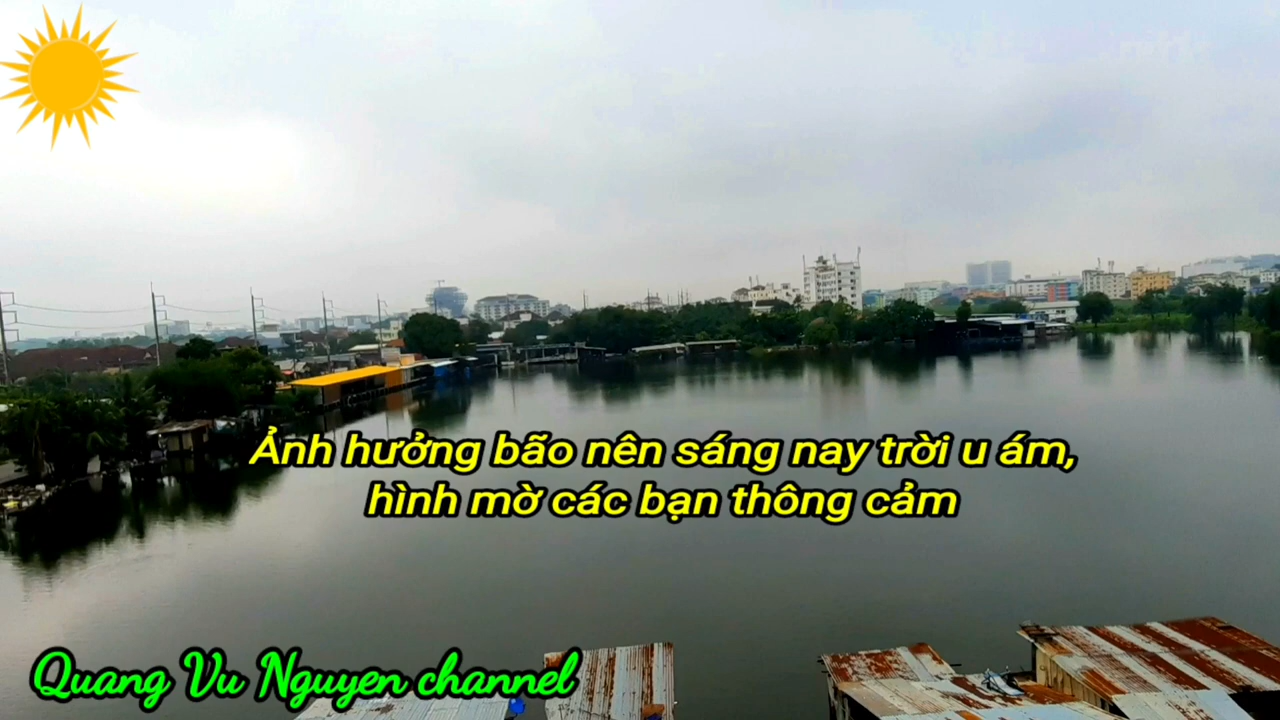 Ảnh hưởng bão nên sáng nay trời u ám,
hình mờ các bạn thông cảm
Quang Vu Nguyen channel